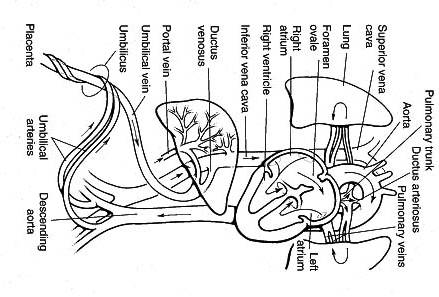 Pulmonary trunk
Ductus arteriosus
Pulmonary veins
Aorta
Superior vena
cava
Lung
Foramen
ovale
Right
atrium
Right ventricle
Inferior vena cava
Ductus
venosus
Portal vein
Umbilical vein
Umbilicus
Placenta
Umbilical
arteries
Descending
aorta
Left
atrium